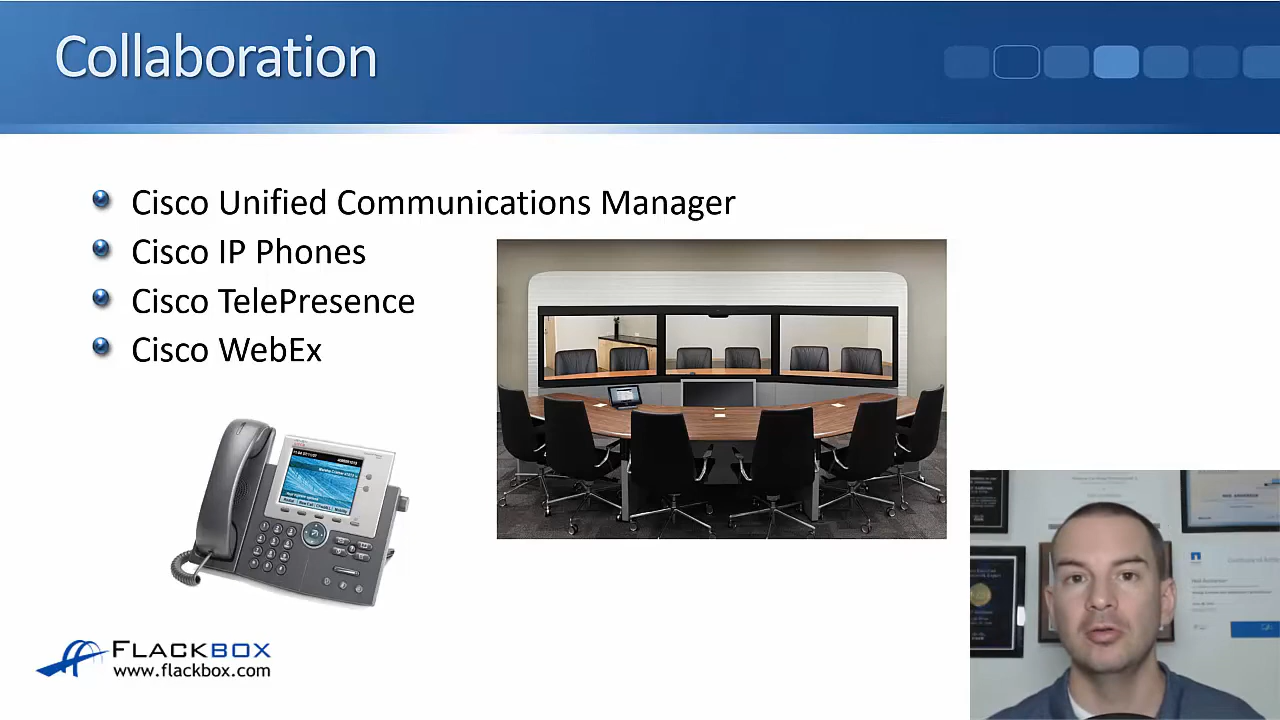 Collaboration
Cisco Unified Communications Manager
Cisco IP Phones
Cisco TelePresence
Cisco WebEx
FLACKBOX
www.flackbox.com